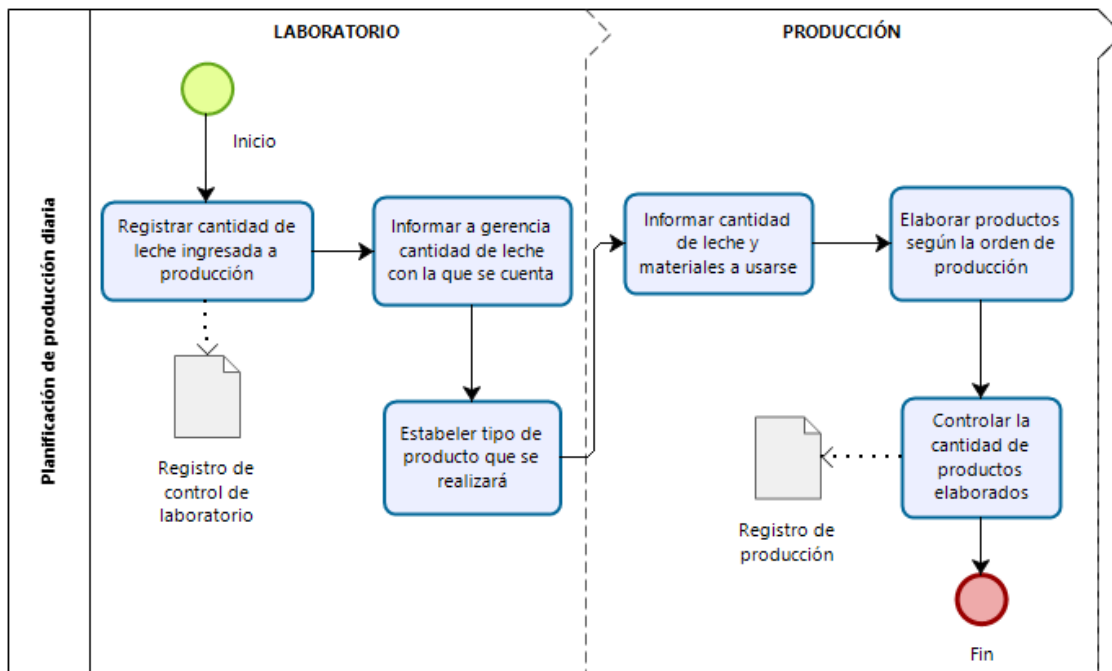 Planificación de producción diaria
LABORATORIO
PRODUCCIÓN
Inicio
Registrar cantidad de
leche ingresada a
producción
Informar a gerencia
cantidad de leche
con la que se cuenta
Informar cantidad
de leche y
materiales a usarse
Elaborar productos
según la orden de
producción
Estabeler tipo de
producto que se
realizará
Controlar la
cantidad de
productos
elaborados
Registro de
control de
laboratorio
Registro de
producción
Fin